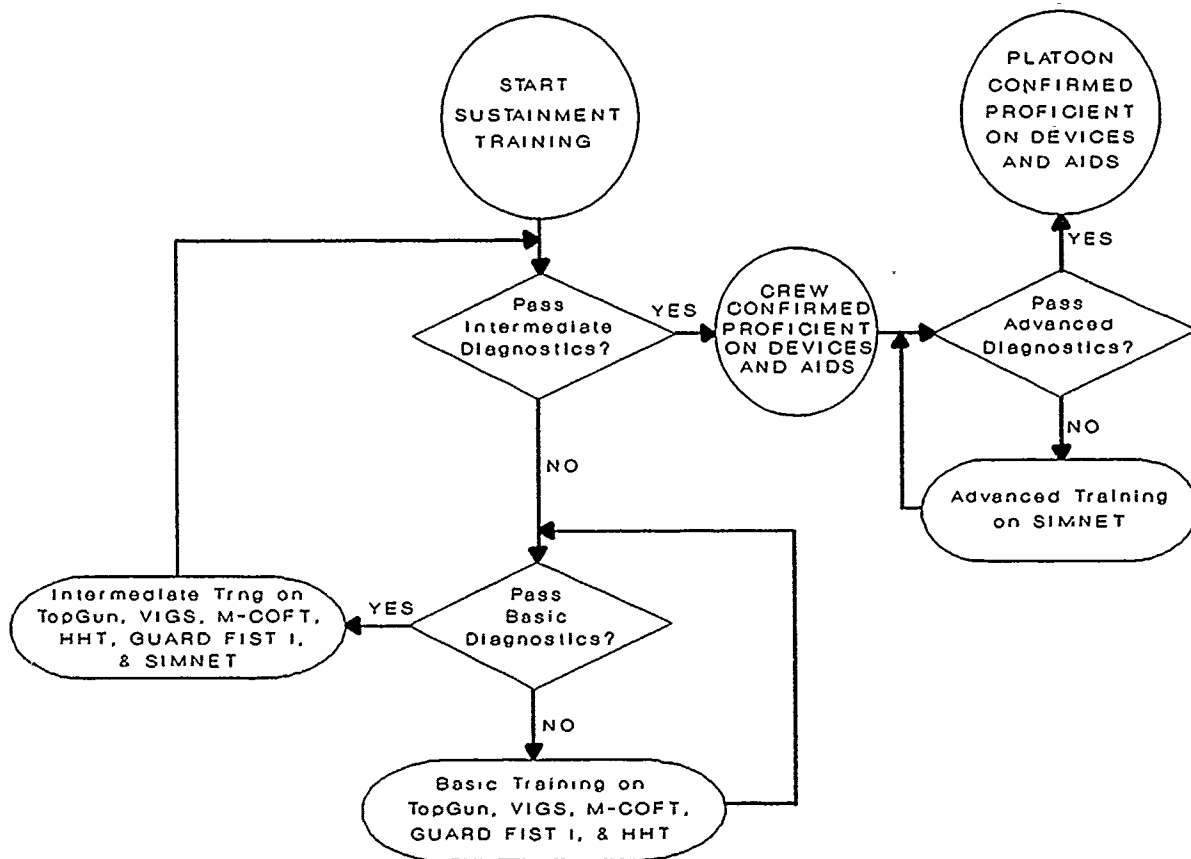 START
SUSTAINMENT
TRAINING
PLATOON
CONFIRMED
PROFICIENT
ON DEVICES
AND AIDS
YES
Pass
Intermediate
Diagnostics?
YES
CREW
CONFIRMED
PROFICIENT
ON DEVICES
AND AIDS
Pass
Advanced
Diagnostics?
NO
Advanced Training
on SIMNET
NO
Intermediate Trng on
TopGun, VIGS, M-COFT,
HHT, GUARD FIST I,
& SIMNET
YES
Pass
Basic
Diagnostics?
NO
Basic Training on
TopGun, VIGS, M-COFT,
GUARD FIST I, & HHT